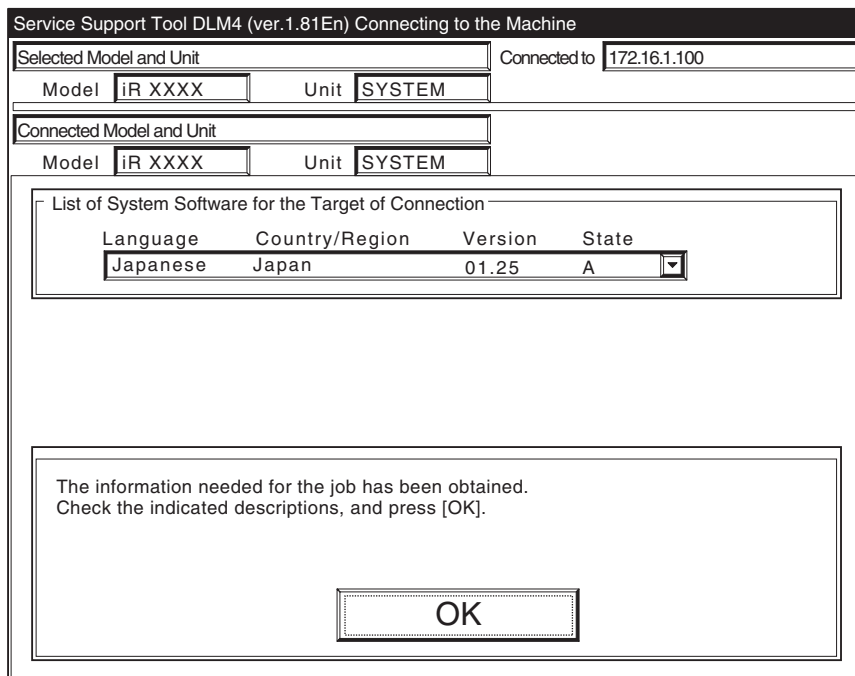 Service Support Tool DLM4 (ver.1.81En) Connecting to the Machine
Selected Model and Unit Connected to 172.16.1.100
Model iR XXXX Unit SYSTEM
Connected Model and Unit
Model iR XXXX Unit SYSTEM
List of System Software for the Target of Connection
Language Country/Region Version State
Japanese Japan 01.25 A
The information needed for the job has been obtained.
Check the indicated descriptions, and press [OK].
OK